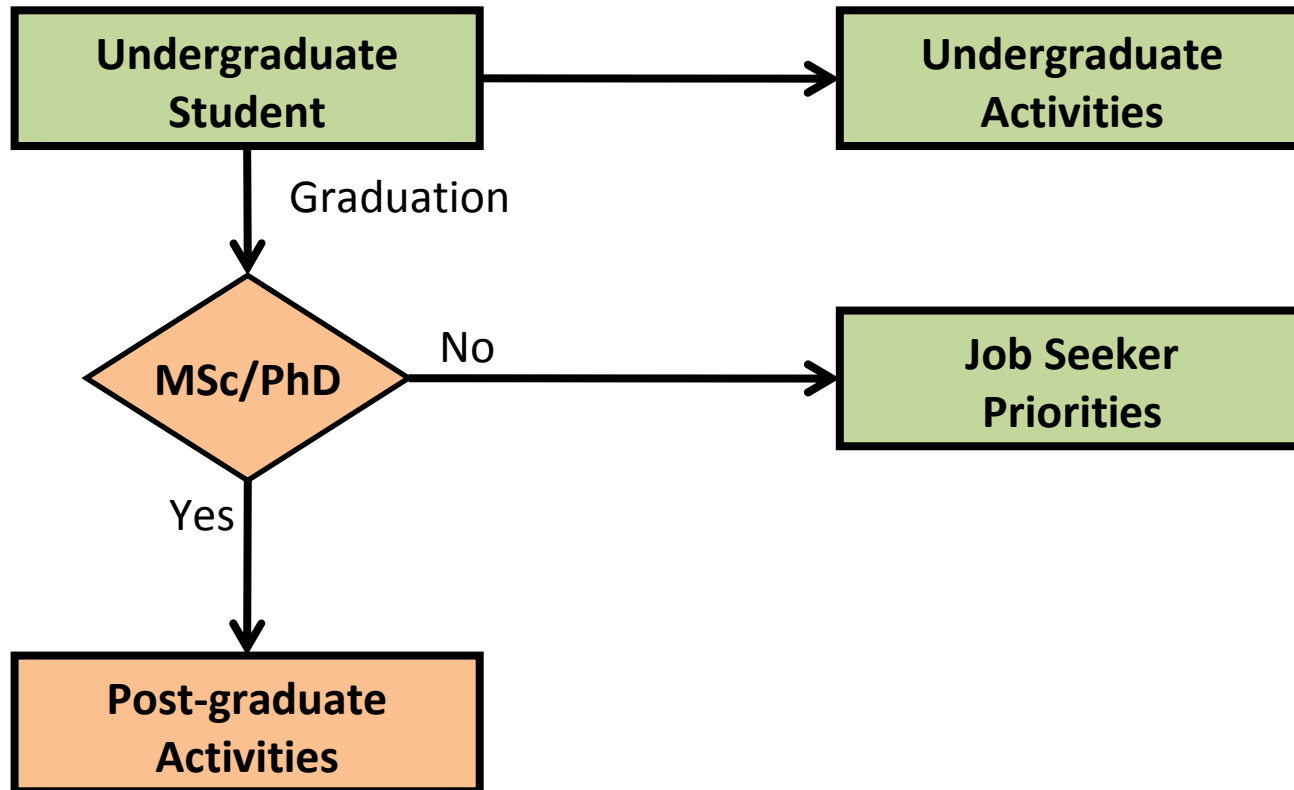 Undergraduate
Student
Undergraduate
Activities
Graduation
MSc/PhD
No
Job Seeker
Priorities
Yes
Post-graduate
Activities